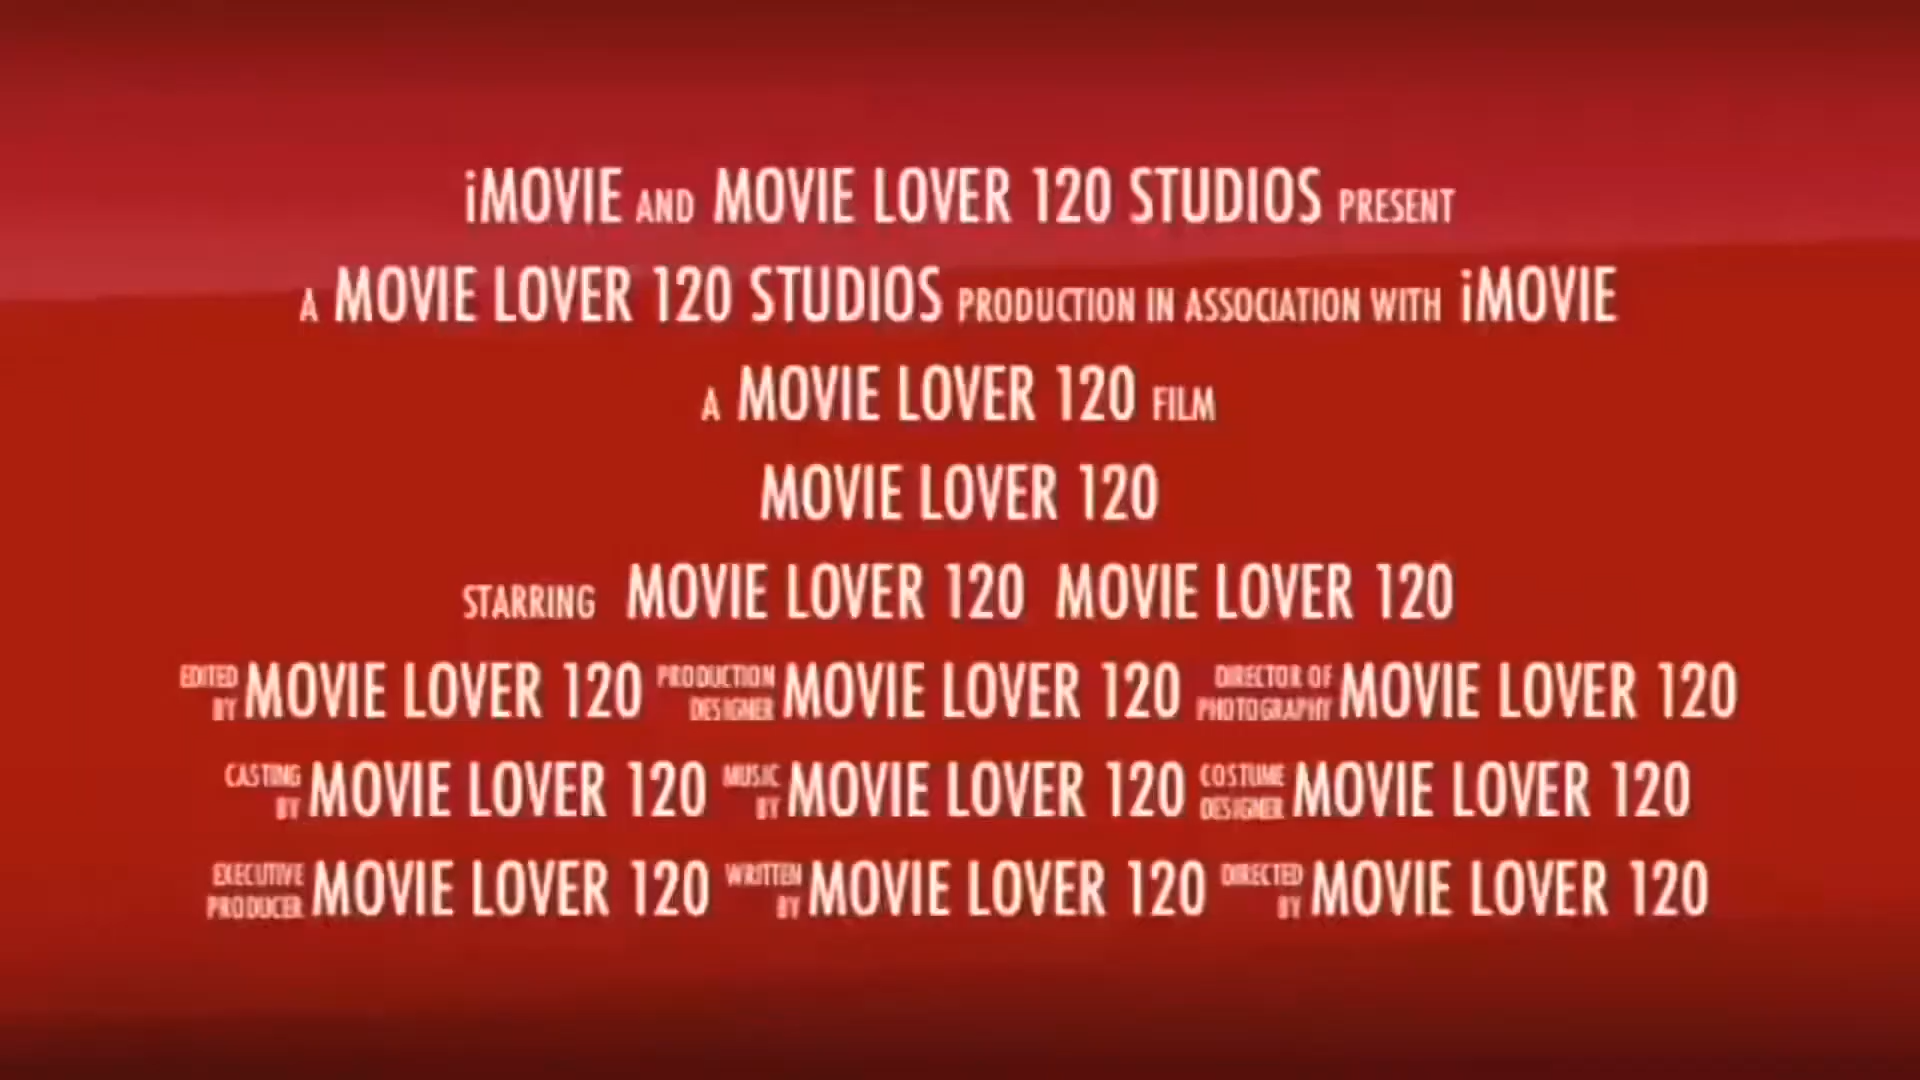 iMOVIE AND MOVIE LOVER 120 STUDIOS PRESENT
A MOVIE LOVER 120 STUDIOS PRODUCTION IN ASSOCIATION WITH iMOVIE
A MOVIE LOVER 120 FILM
MOVIE LOVER 120
STARRING MOVIE LOVER 120 MOVIE LOVER 120
EDITED BY MOVIE LOVER 120 PRODUCTION DESIGNER MOVIE LOVER 120 DIRECTOR OF PHOTOGRAPHY MOVIE LOVER 120
CASTING BY MOVIE LOVER 120 MUSIC BY MOVIE LOVER 120 COSTUME DESIGNER MOVIE LOVER 120
EXECUTIVE PRODUCER MOVIE LOVER 120 WRITTEN BY MOVIE LOVER 120 DIRECTED BY MOVIE LOVER 120